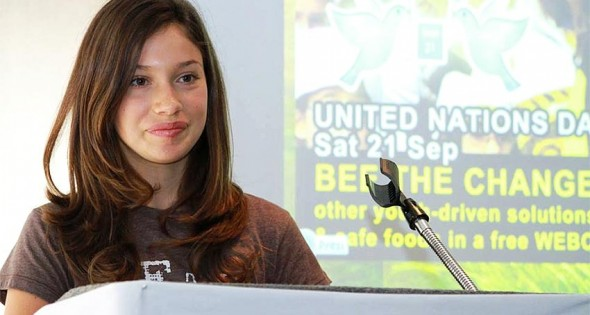 UNITED NATIONS DA
Sat 21 Sep
BEE THE CHANGE
other youth-driven solutions
safe food in a free WEBC